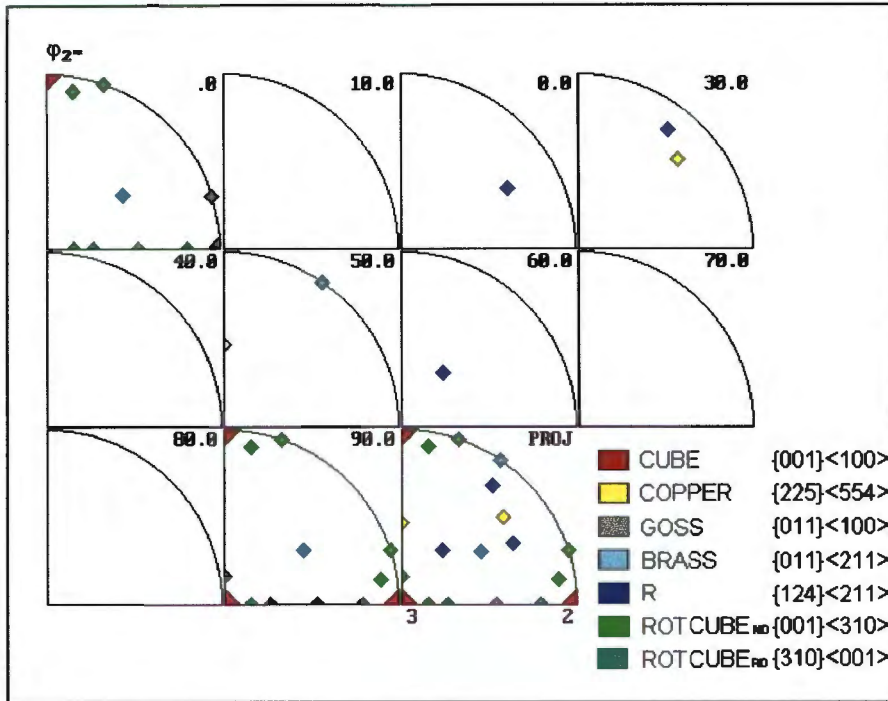 φ₂=
.0
10.0
0.0
30.0
40.0
50.0
60.0
70.0
80.0
90.0
PROJ
3
2
CUBE {001}<100>
COPPER {225}<554>
GOSS {011}<100>
BRASS {011}<211>
R {124}<211>
ROTCUBE ND {001}<310>
ROTCUBE RD {310}<001>